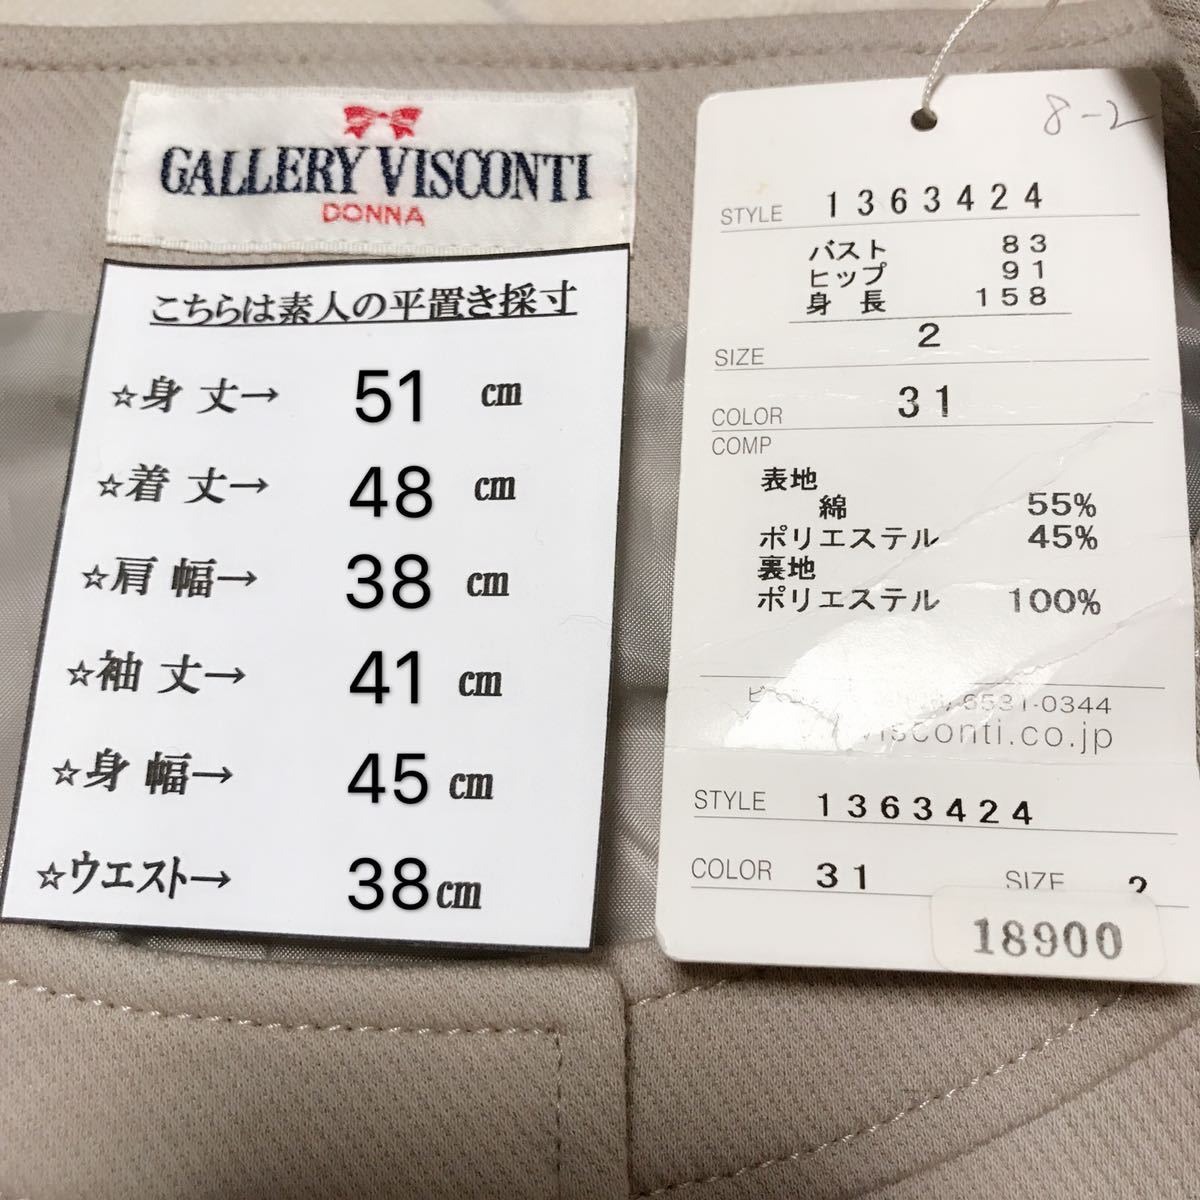 GALLERY VISCONTI
DONNA
こちらは素人の平置き採寸
☆身 丈→ 51 ㎝
☆着 丈→ 48 ㎝
☆肩 幅→ 38 ㎝
☆袖 丈→ 41 ㎝
☆身 幅→ 45 ㎝
☆ウエスト→ 38㎝
8-2
STYLE 1363424
バスト 83
ヒップ 91
身 長 158
SIZE 2
COLOR 31
COMP
表地
綿 55%
ポリエステル 45%
裏地
ポリエステル 100%
6531-0344
visconti.co.jp
STYLE 1363424
COLOR 31 SIZE 2
18900